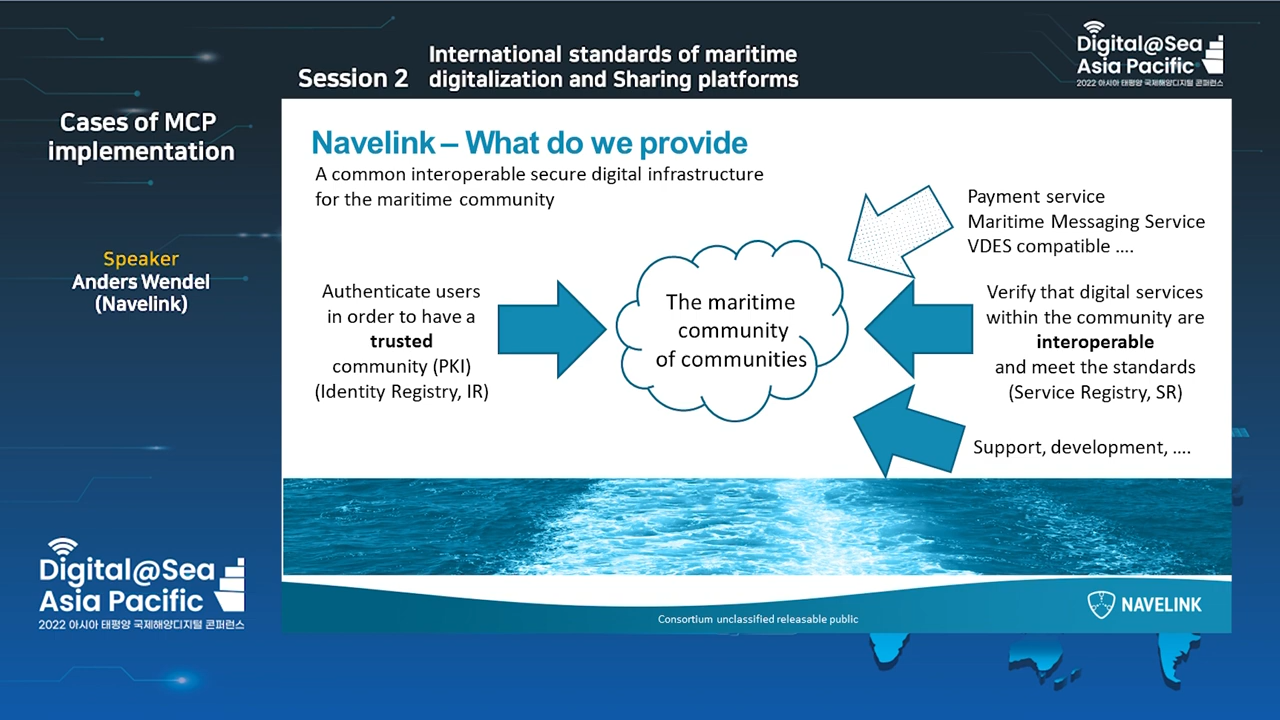 Session 2
International standards of maritime
digitalization and Sharing platforms
Digital@Sea
Asia Pacific
2022 아시아 태평양 국제해양디지털 콘퍼런스
Cases of MCP
implementation
Speaker
Anders Wendel
(Navelink)
Navelink – What do we provide
A common interoperable secure digital infrastructure
for the maritime community
Authenticate users
in order to have a
trusted
community (PKI)
(Identity Registry, IR)
The maritime
community
of communities
Payment service
Maritime Messaging Service
VDES compatible ....
Verify that digital services
within the community are
interoperable
and meet the standards
(Service Registry, SR)
Support, development, ....
Consortium unclassified releasable public
NAVELINK
Digital@Sea
Asia Pacific
2022 아시아 태평양 국제해양디지털 콘퍼런스